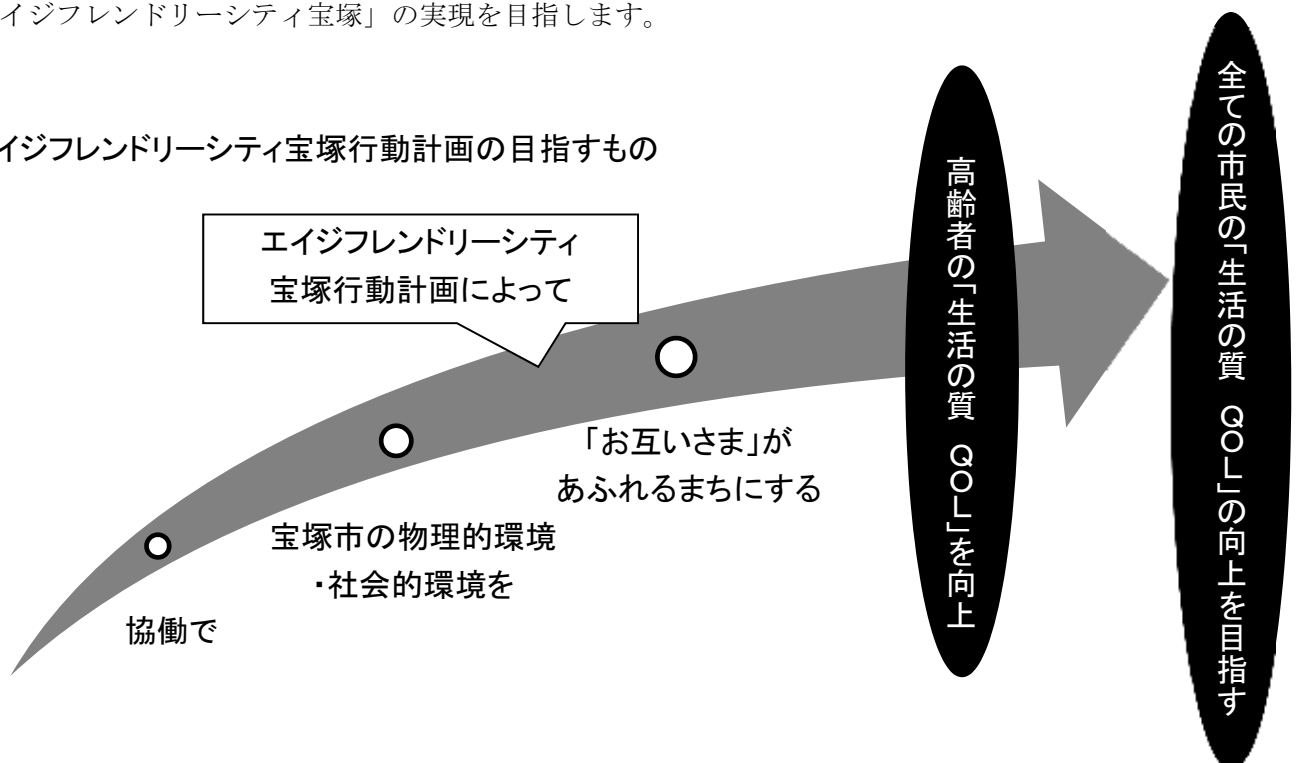 イジフレンドリーシティ宝塚」の実現を目指します。
イジフレンドリーシティ宝塚行動計画の目指すもの
エイジフレンドリーシティ
宝塚行動計画によって
協働で
宝塚市の物理的環境
・社会的環境を
「お互いさま」が
あふれるまちにする
高齢者の「生活の質 QOL」を向上
全ての市民の「生活の質 QOL」の向上を目指す